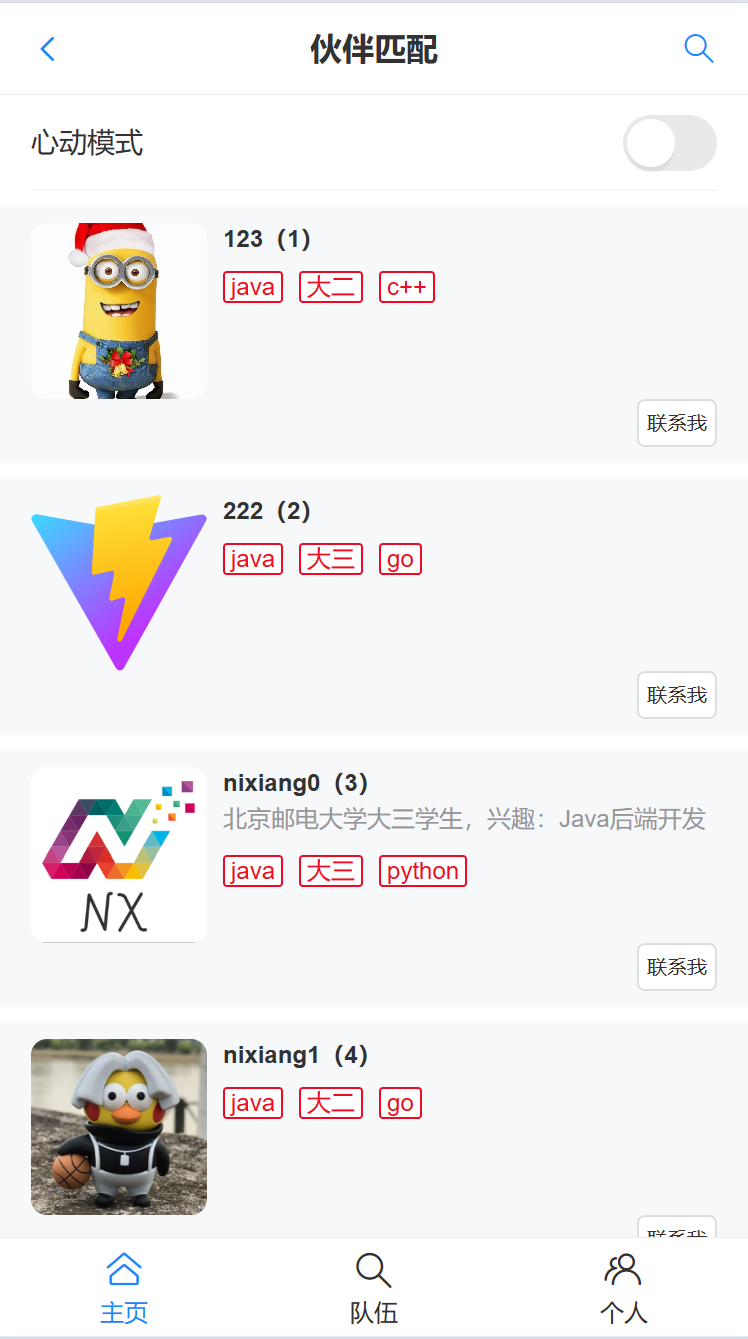 伙伴匹配
心动模式
123（1）
java 大二 c++
联系我
222（2）
java 大三 go
联系我
nixiang0（3）
北京邮电大学大三学生，兴趣：Java后端开发
java 大三 python
NX
联系我
nixiang1（4）
java 大二 go
联系我
主页 队伍 个人